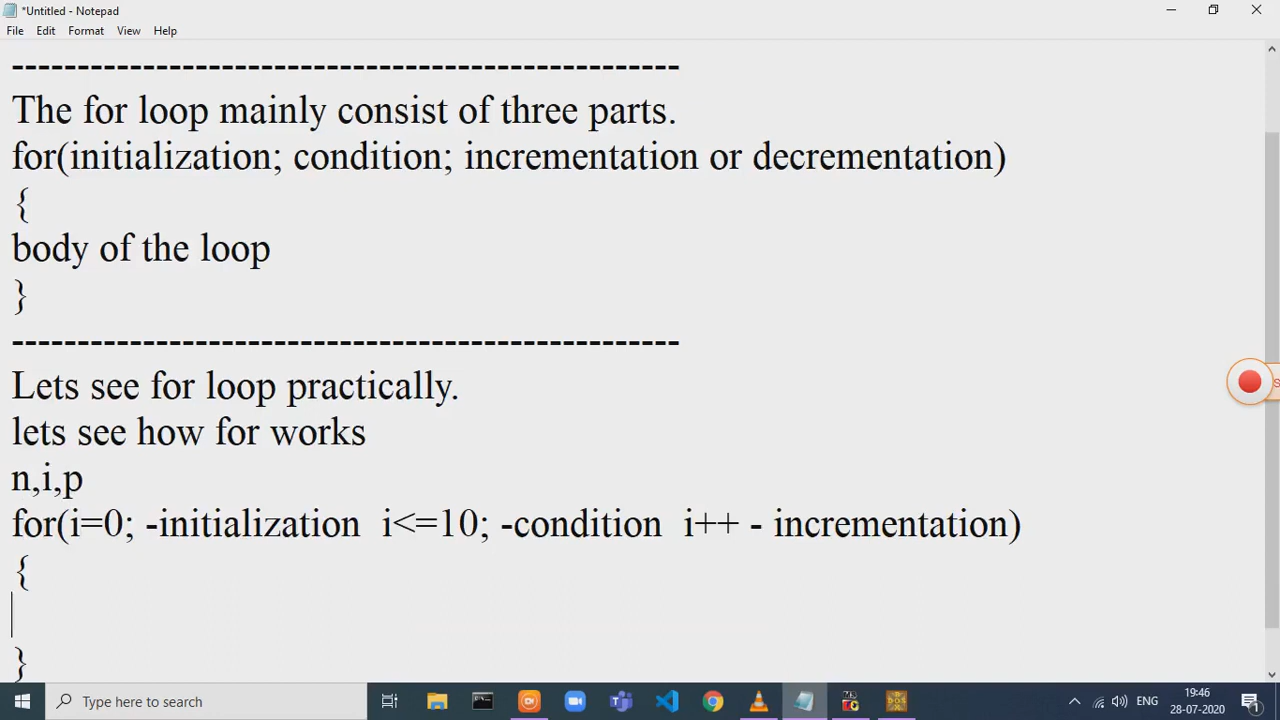 *Untitled - Notepad
File Edit Format View Help
---------------------------------------------------
The for loop mainly consist of three parts.
for(initialization; condition; incrementation or decrementation)
{
body of the loop
}
---------------------------------------------------
Lets see for loop practically.
lets see how for works
n,i,p
for(i=0; -initialization  i<=10; -condition  i++ - incrementation)
{
}
Type here to search
ENG
19:46
28-07-2020